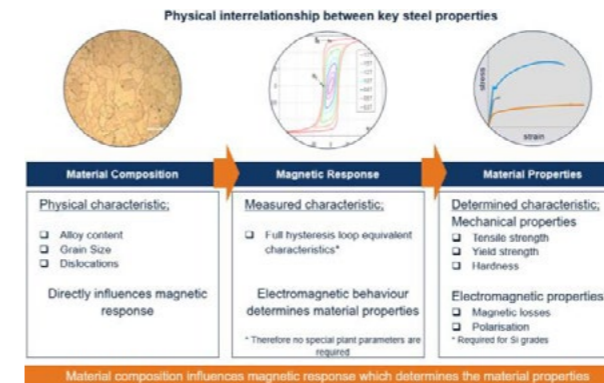 Physical interrelationship between key steel properties
stress
strain
Material Composition
Magnetic Response
Material Properties
Physical characteristic;
❑ Alloy content
❑ Grain Size
❑ Dislocations
Directly influences magnetic
response
Measured characteristic;
❑ Full hysteresis loop equivalent
characteristics*
Electromagnetic behaviour
determines material properties
* Therefore no special plant parameters are
required
Determined characteristic;
Mechanical properties
❑ Tensile strength
❑ Yield strength
❑ Hardness
Electromagnetic properties
❑ Magnetic losses
❑ Polarisation
* Required for Si grades
Material composition influences magnetic response which determines the material properties